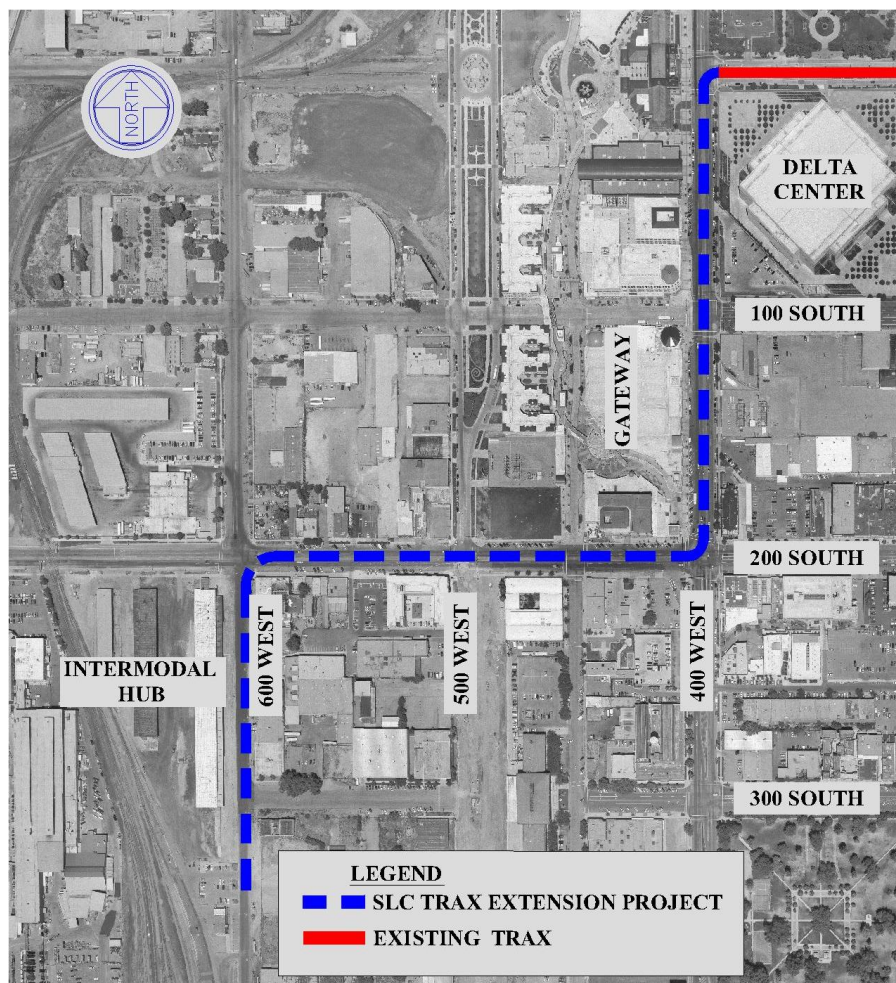 NORTH
DELTA
CENTER
100 SOUTH
GATEWAY
200 SOUTH
INTERMODAL
HUB
600 WEST
500 WEST
400 WEST
300 SOUTH
LEGEND
SLC TRAX EXTENSION PROJECT
EXISTING TRAX